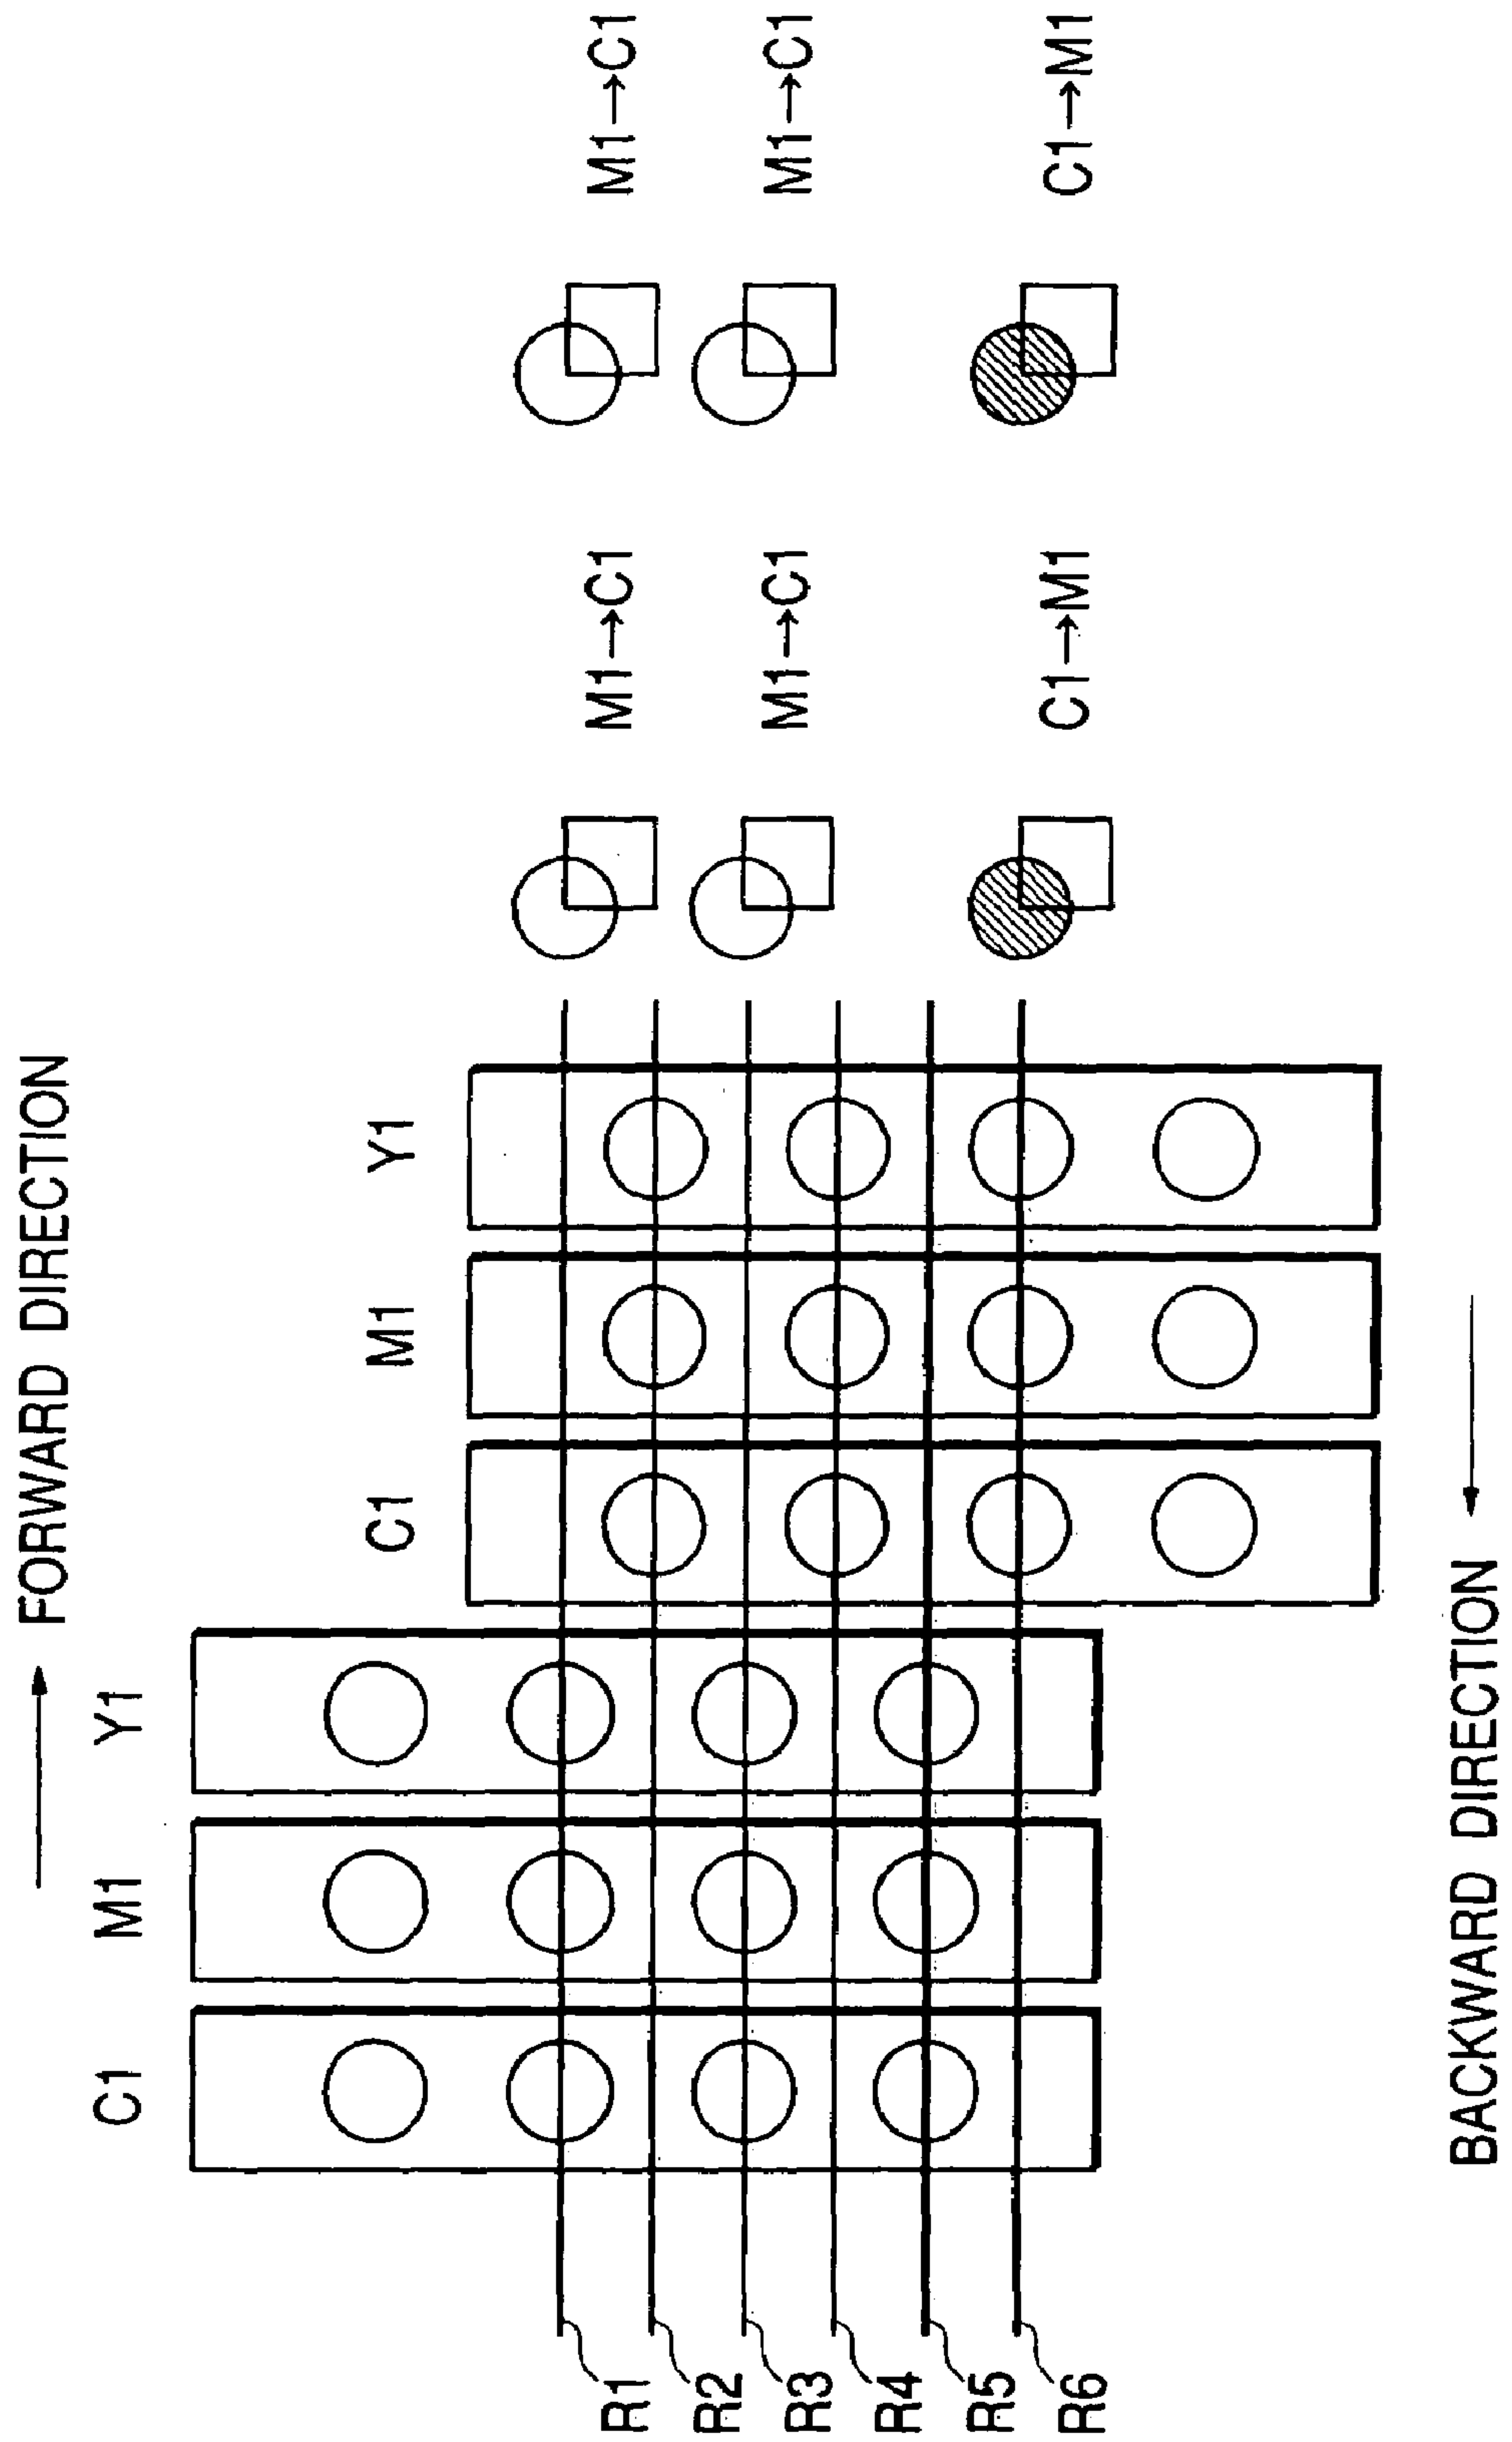 FORWARD DIRECTION
C1 M1 Y1
C1 M1 Y1
R1 M1→C1 M1→C1
R2
R3 M1→C1 M1→C1
R4
R5
R6 C1→M1 C1→M1
BACKWARD DIRECTION